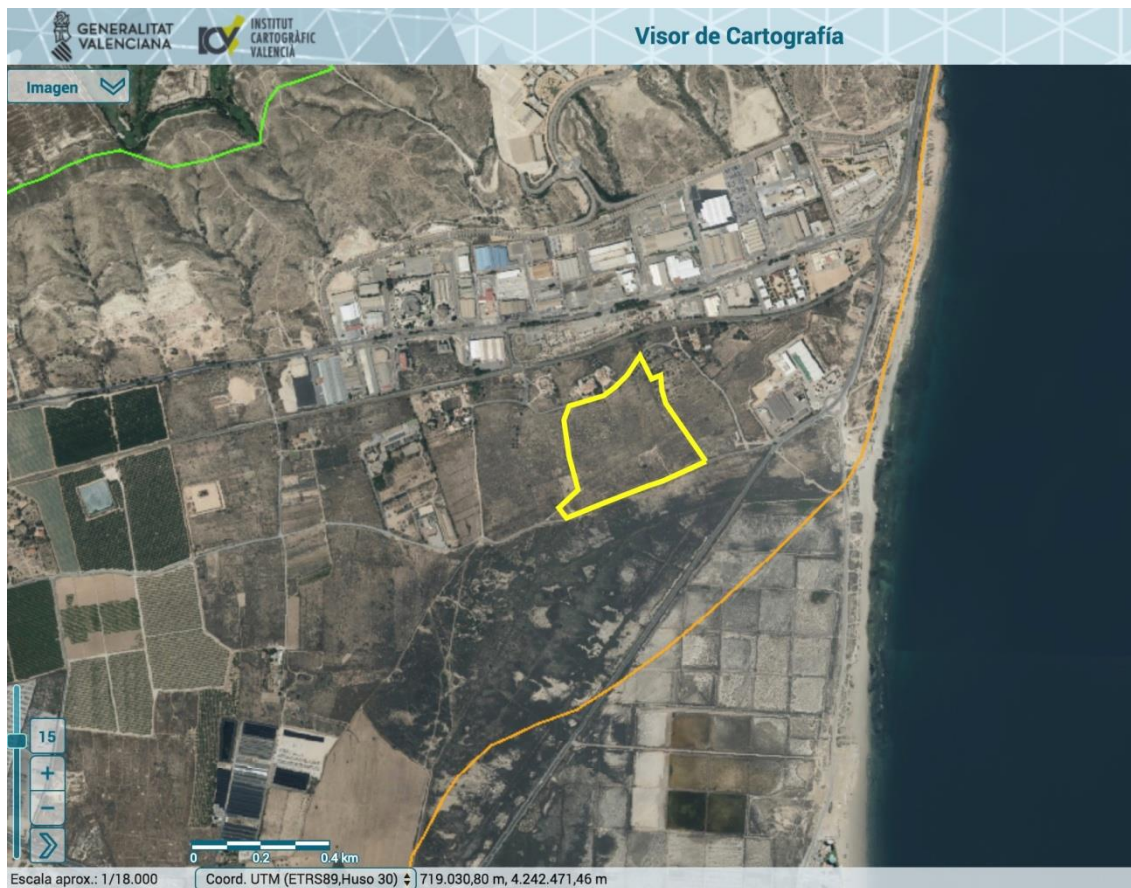 GENERALITAT
VALENCIANA
ICV
INSTITUT
CARTOGRÀFIC
VALENCIÀ
Visor de Cartografía
Imagen
15
+
−
0 0.2 0.4 km
Escala aprox.: 1/18.000 Coord. UTM (ETRS89,Huso 30) 719.030,80 m, 4.242.471,46 m